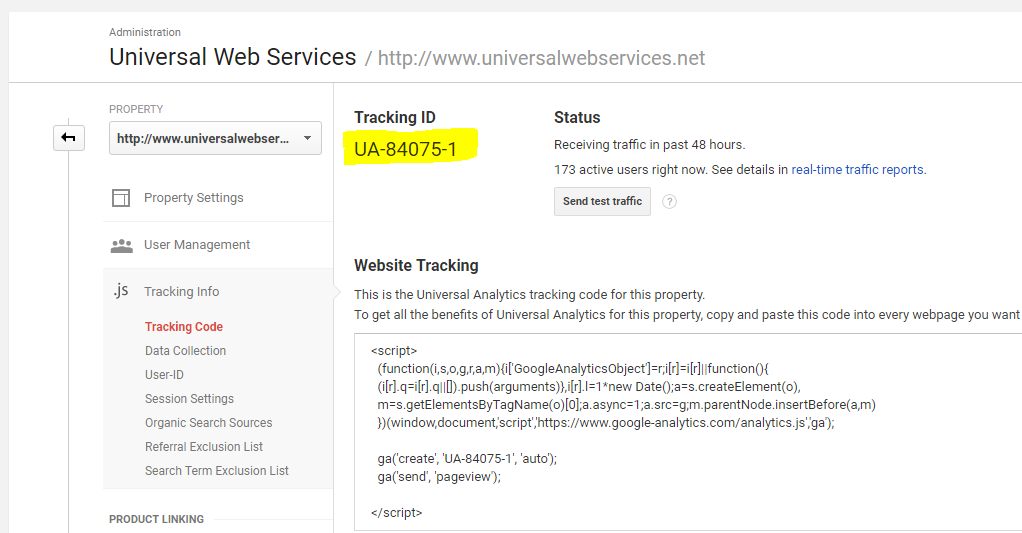 Administration
Universal Web Services / http://www.universalwebservices.net
PROPERTY
http://www.universalwebser...
Property Settings
User Management
.js Tracking Info
Tracking Code
Data Collection
User-ID
Session Settings
Organic Search Sources
Referral Exclusion List
Search Term Exclusion List
PRODUCT LINKING
Tracking ID
UA-84075-1
Status
Receiving traffic in past 48 hours.
173 active users right now. See details in real-time traffic reports.
Send test traffic ?
Website Tracking
This is the Universal Analytics tracking code for this property.
To get all the benefits of Universal Analytics for this property, copy and paste this code into every webpage you want
<script>
(function(i,s,o,g,r,a,m){i['GoogleAnalyticsObject']=r;i[r]=i[r]||function(){
(i[r].q=i[r].q||[]).push(arguments)},i[r].l=1*new Date();a=s.createElement(o),
m=s.getElementsByTagName(o)[0];a.async=1;a.src=g;m.parentNode.insertBefore(a,m)
})(window,document,'script','https://www.google-analytics.com/analytics.js','ga');
ga('create', 'UA-84075-1', 'auto');
ga('send', 'pageview');
</script>